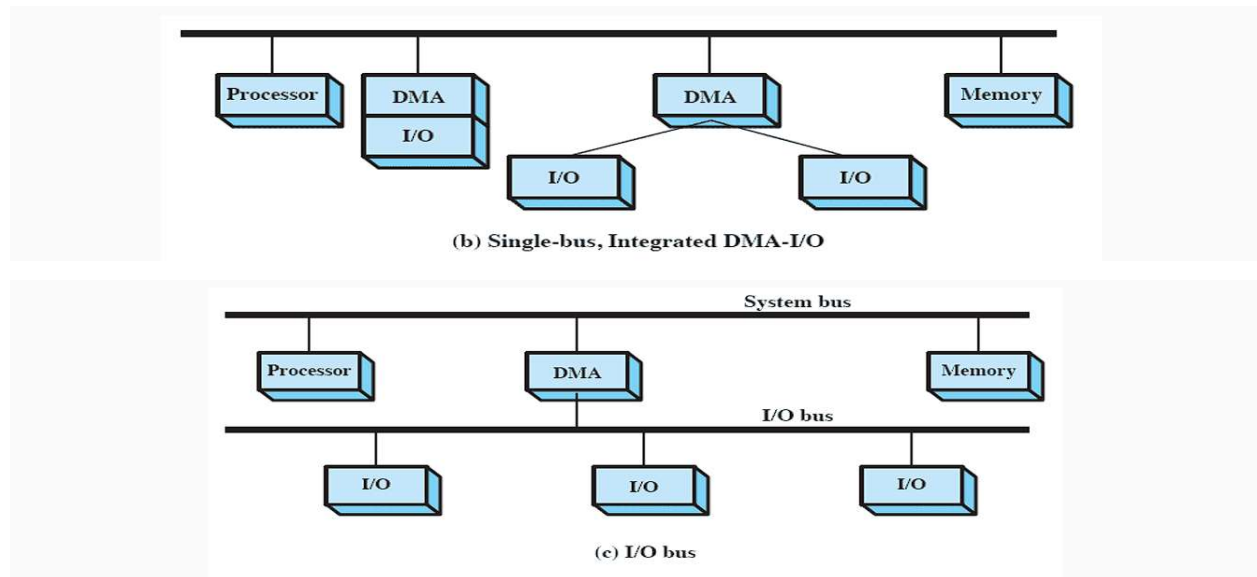 Processor
DMA
I/O
DMA
Memory
I/O
I/O
(b) Single-bus, Integrated DMA-I/O
System bus
Processor
DMA
Memory
I/O bus
I/O
I/O
I/O
(c) I/O bus